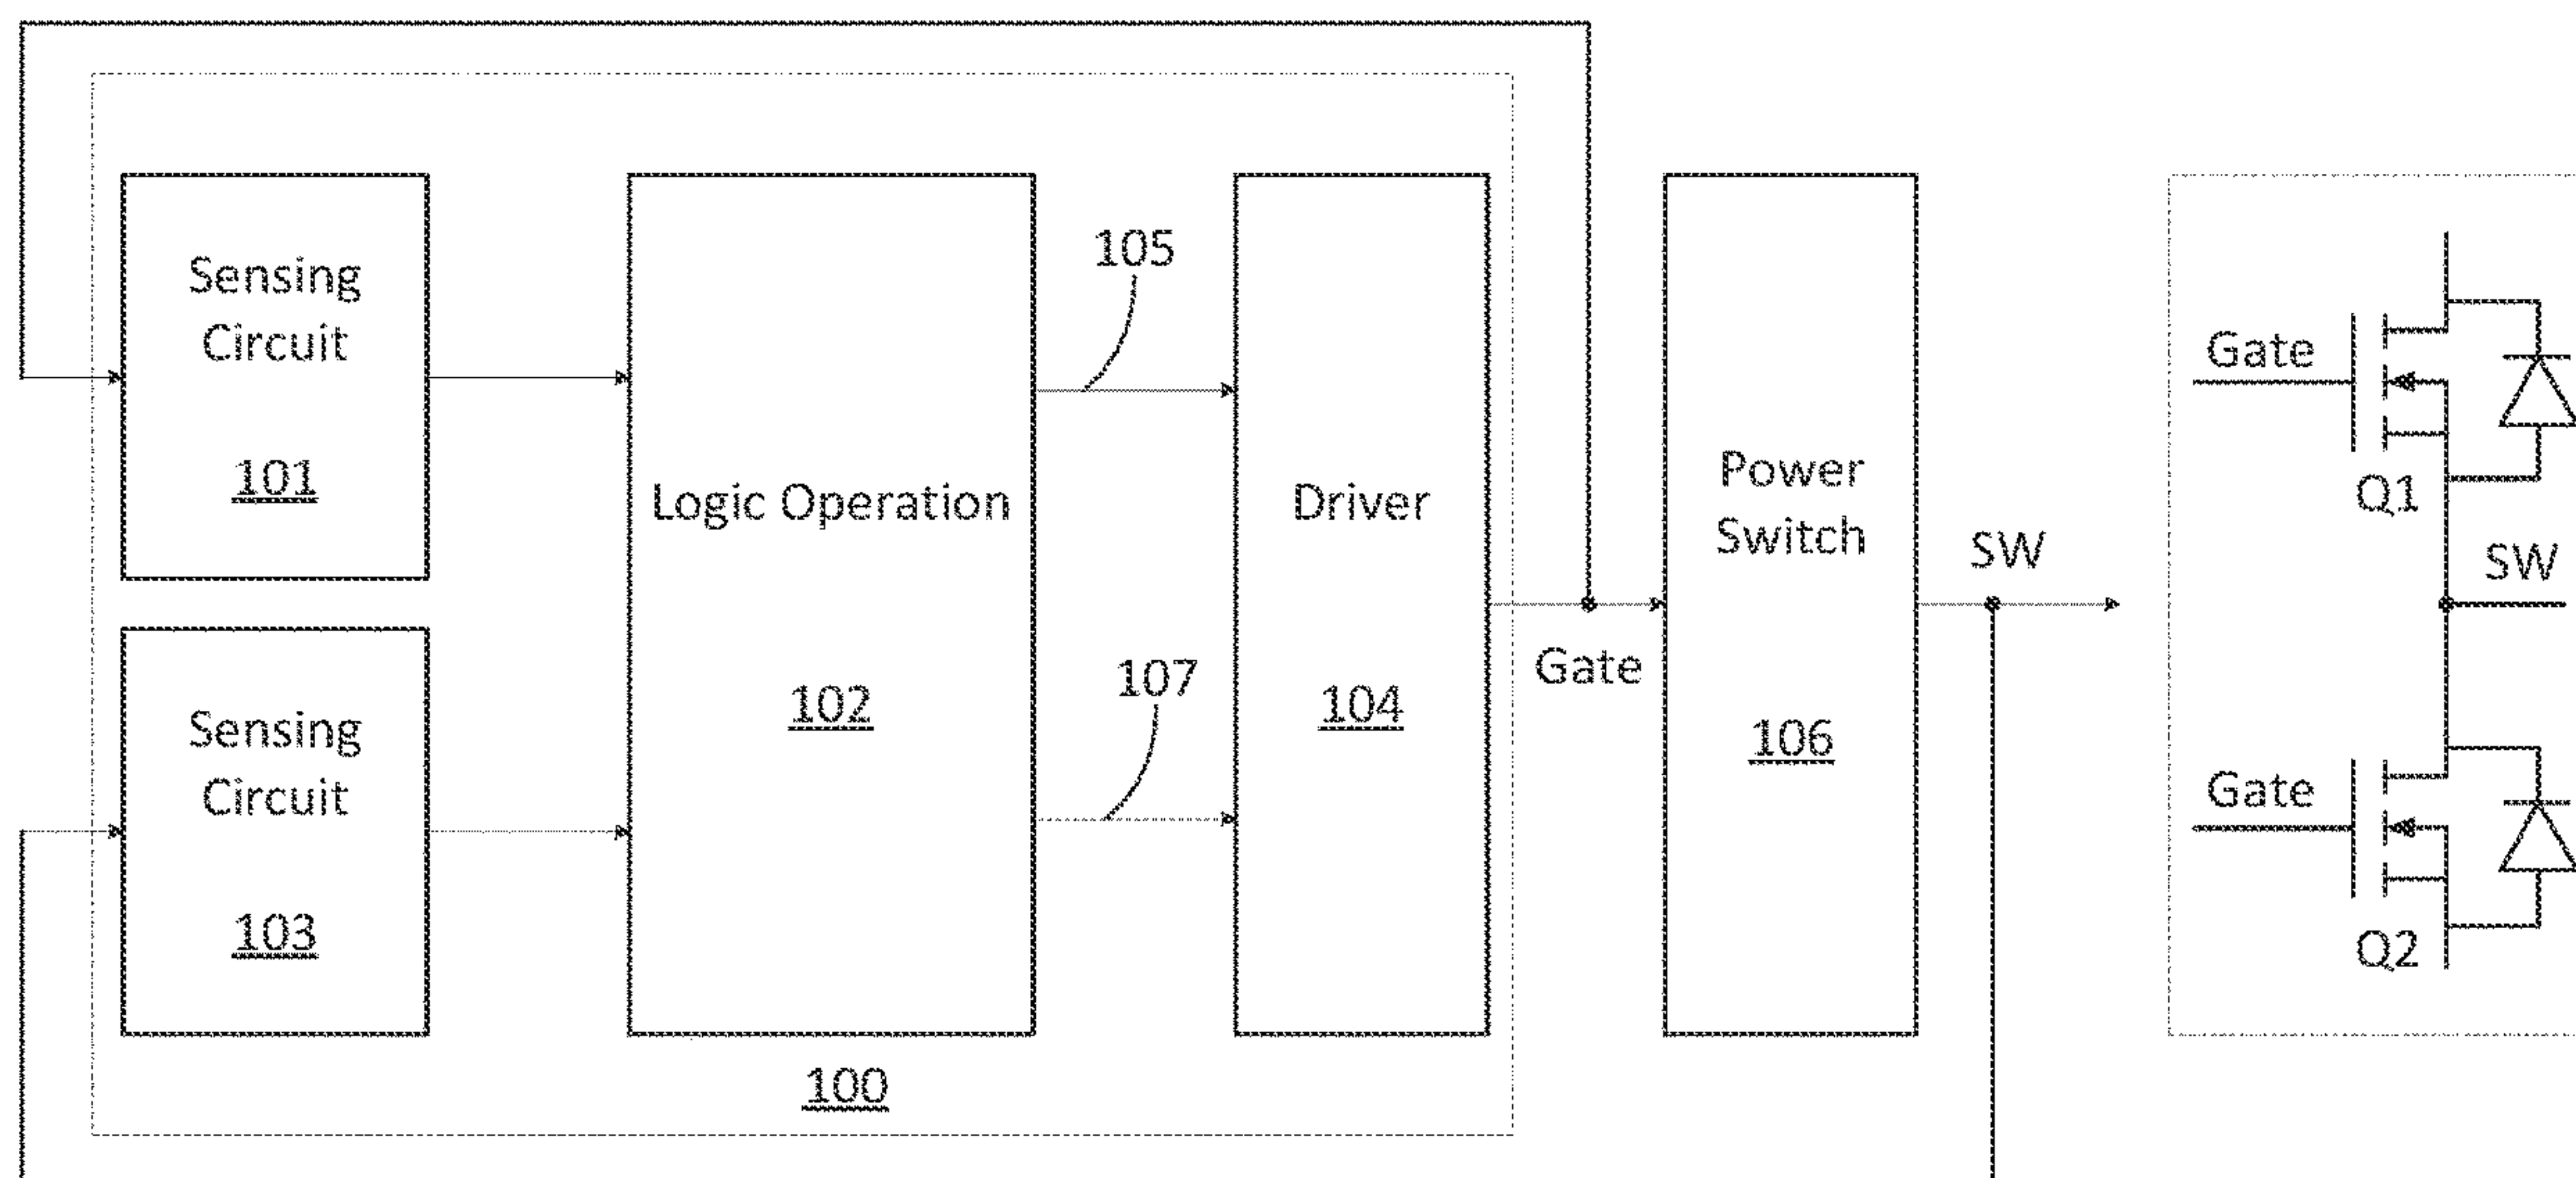 Sensing
Circuit
101
Sensing
Circuit
103
Logic Operation
102
100
105
107
Driver
104
Gate
Power
Switch
106
SW
Gate
Q1
SW
Gate
Q2